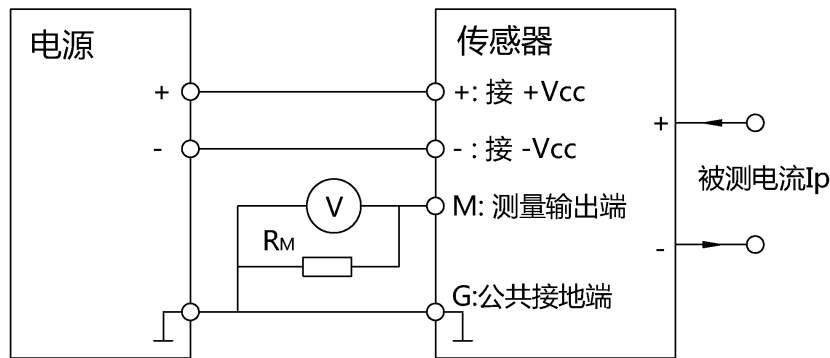 电源
传感器
+
+: 接 +Vcc
+
-
- : 接 -Vcc
被测电流Ip
V
M: 测量输出端
RM
-
G:公共接地端